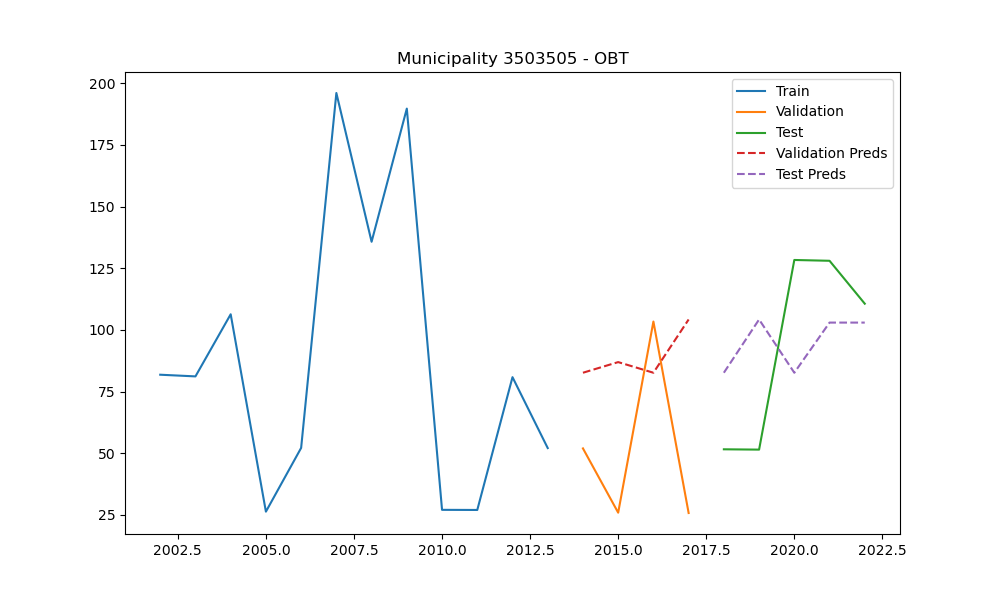 Municipality 3503505 - OBT
200
175
150
125
100
75
50
25
2002.5 2005.0 2007.5 2010.0 2012.5 2015.0 2017.5 2020.0 2022.5
Train
Validation
Test
Validation Preds
Test Preds